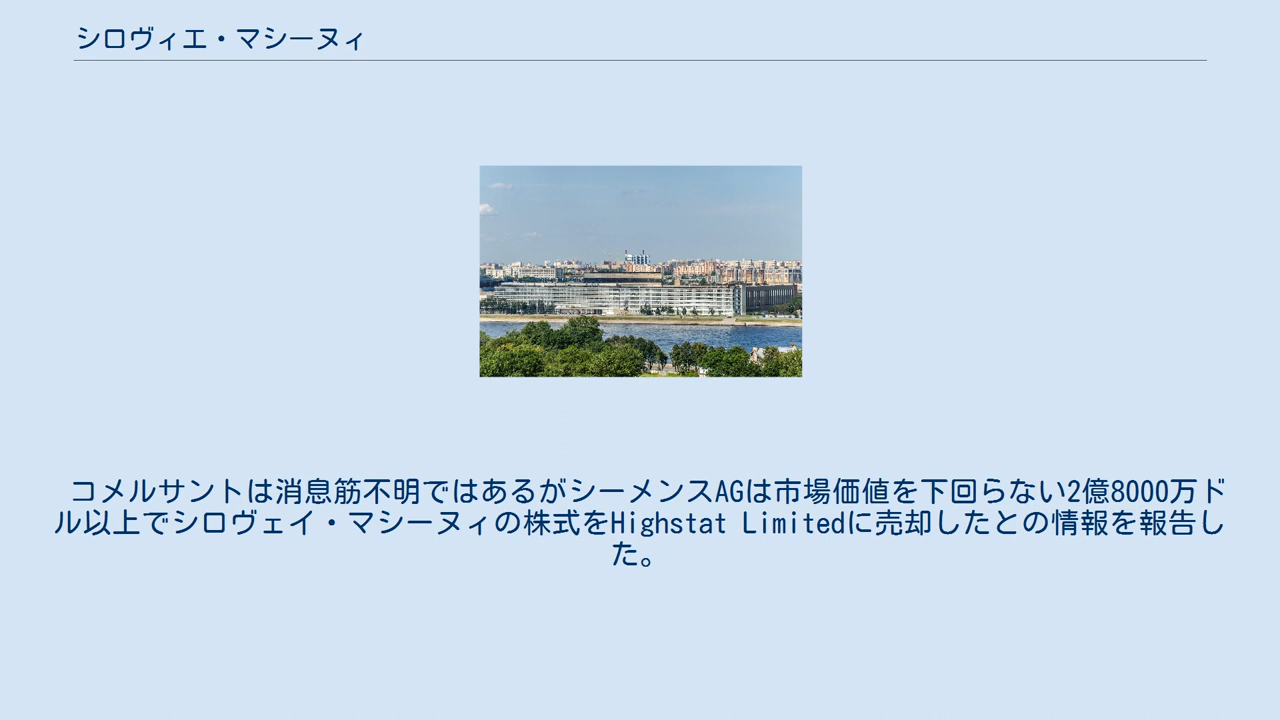 シロヴィエ・マシーヌィ
コメルサントは消息筋不明ではあるがシーメンスAGは市場価値を下回らない2億8000万ド
ル以上でシロヴェイ・マシーヌィの株式をHighstat Limitedに売却したとの情報を報告し
た。